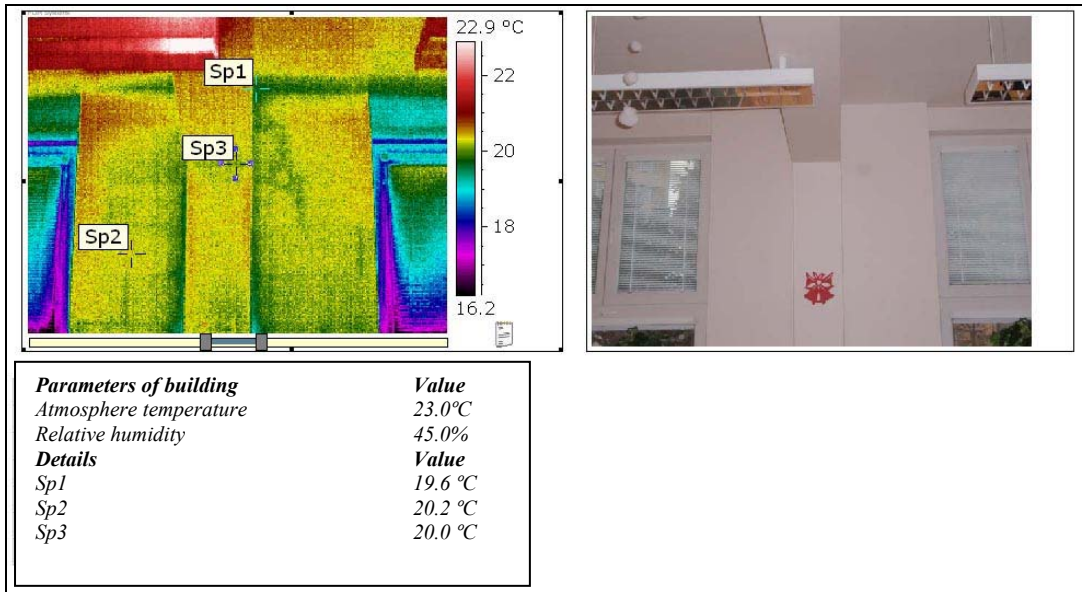 22.9 ºC
Sp1
22
Sp3
20
Sp2
18
16.2
Parameters of building Value
Atmosphere temperature 23.0ºC
Relative humidity 45.0%
Details Value
Sp1 19.6 ºC
Sp2 20.2 ºC
Sp3 20.0 ºC